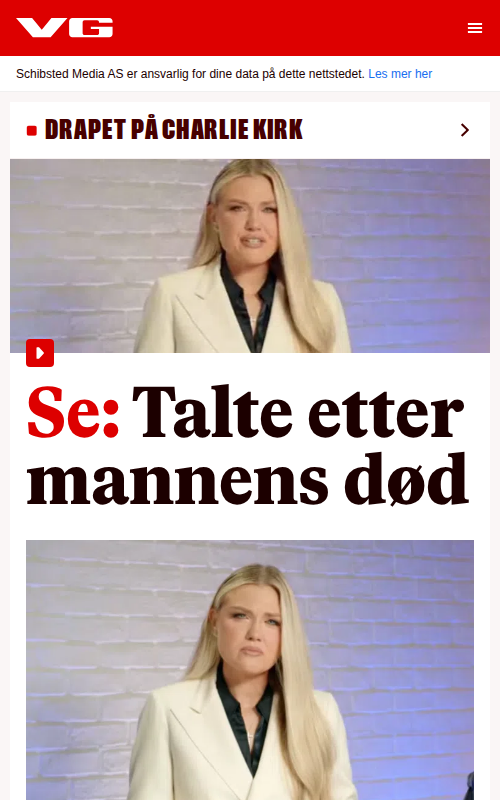 VG
Schibsted Media AS er ansvarlig for dine data på dette nettstedet. Les mer her
DRAPET PÅ CHARLIE KIRK
Se: Talte etter
mannens død